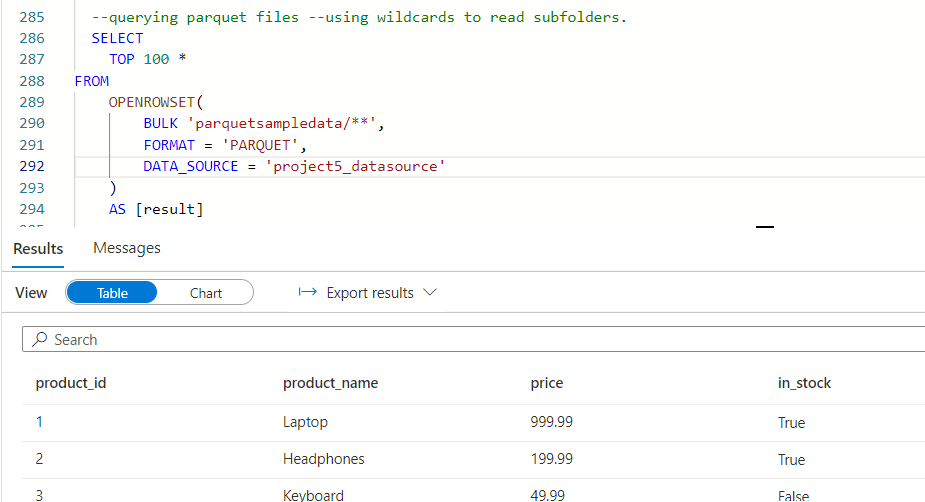 285 --querying parquet files --using wildcards to read subfolders.
286 SELECT
287 TOP 100 *
288 FROM
289 OPENROWSET(
290 BULK 'parquetsampledata/**',
291 FORMAT = 'PARQUET',
292 DATA_SOURCE = 'project5_datasource'
293 )
294 AS [result]
Results Messages
View Table Chart Export results
Search
product_id product_name price in_stock
1 Laptop 999.99 True
2 Headphones 199.99 True
3 Keyboard 49.99 False